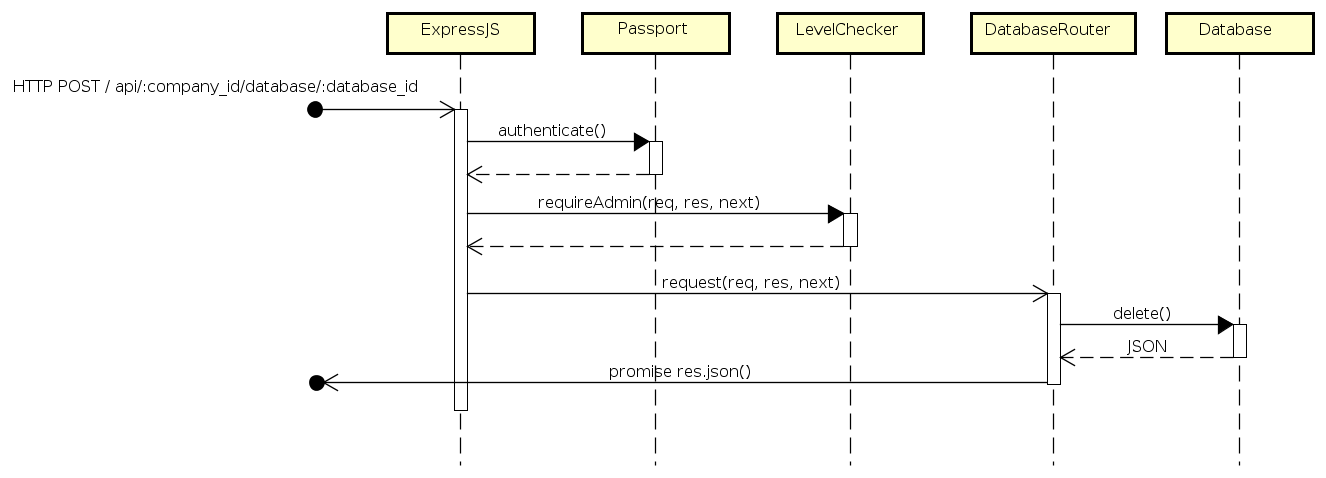 ExpressJS
Passport
LevelChecker
DatabaseRouter
Database
HTTP POST / api/:company_id/database/:database_id
authenticate()
requireAdmin(req, res, next)
request(req, res, next)
delete()
JSON
promise res.json()